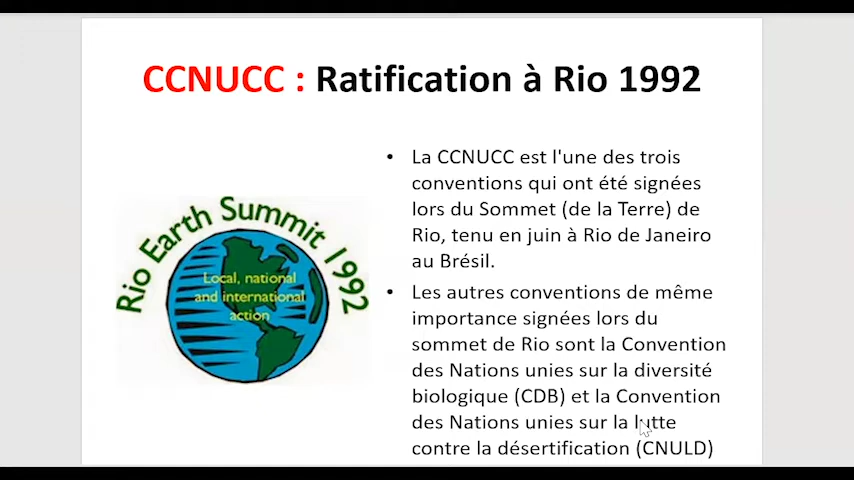 CCNUCC : Ratification à Rio 1992
Rio Earth Summit 1992
Local, national
and international
action
• La CCNUCC est l'une des trois
conventions qui ont été signées
lors du Sommet (de la Terre) de
Rio, tenu en juin à Rio de Janeiro
au Brésil.
• Les autres conventions de même
importance signées lors du
sommet de Rio sont la Convention
des Nations unies sur la diversité
biologique (CDB) et la Convention
des Nations unies sur la lutte
contre la désertification (CNULD)